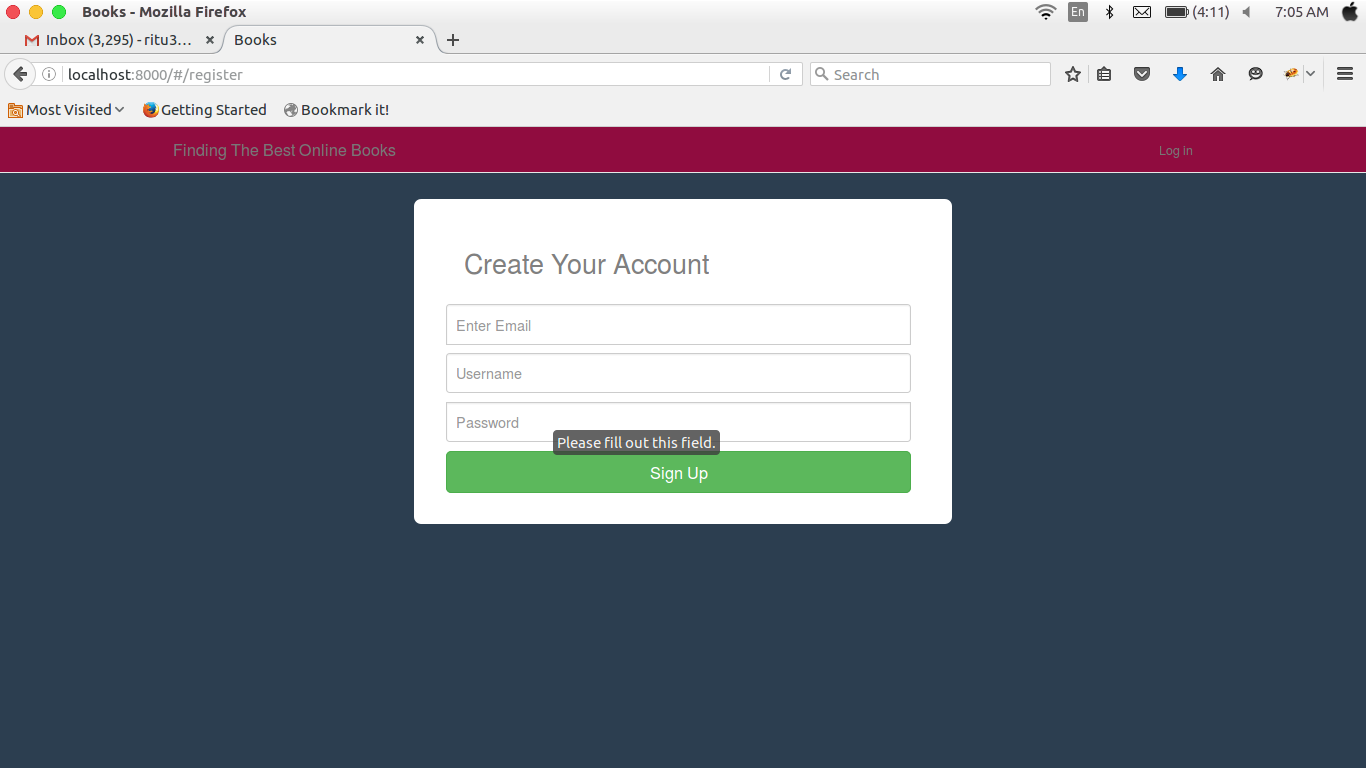 Books - Mozilla Firefox
En
(4:11)
7:05 AM
Inbox (3,295) - ritu3...
Books
localhost:8000/#/register
Search
Most Visited
Getting Started
Bookmark it!
Finding The Best Online Books
Log in
Create Your Account
Enter Email
Username
Password
Please fill out this field.
Sign Up